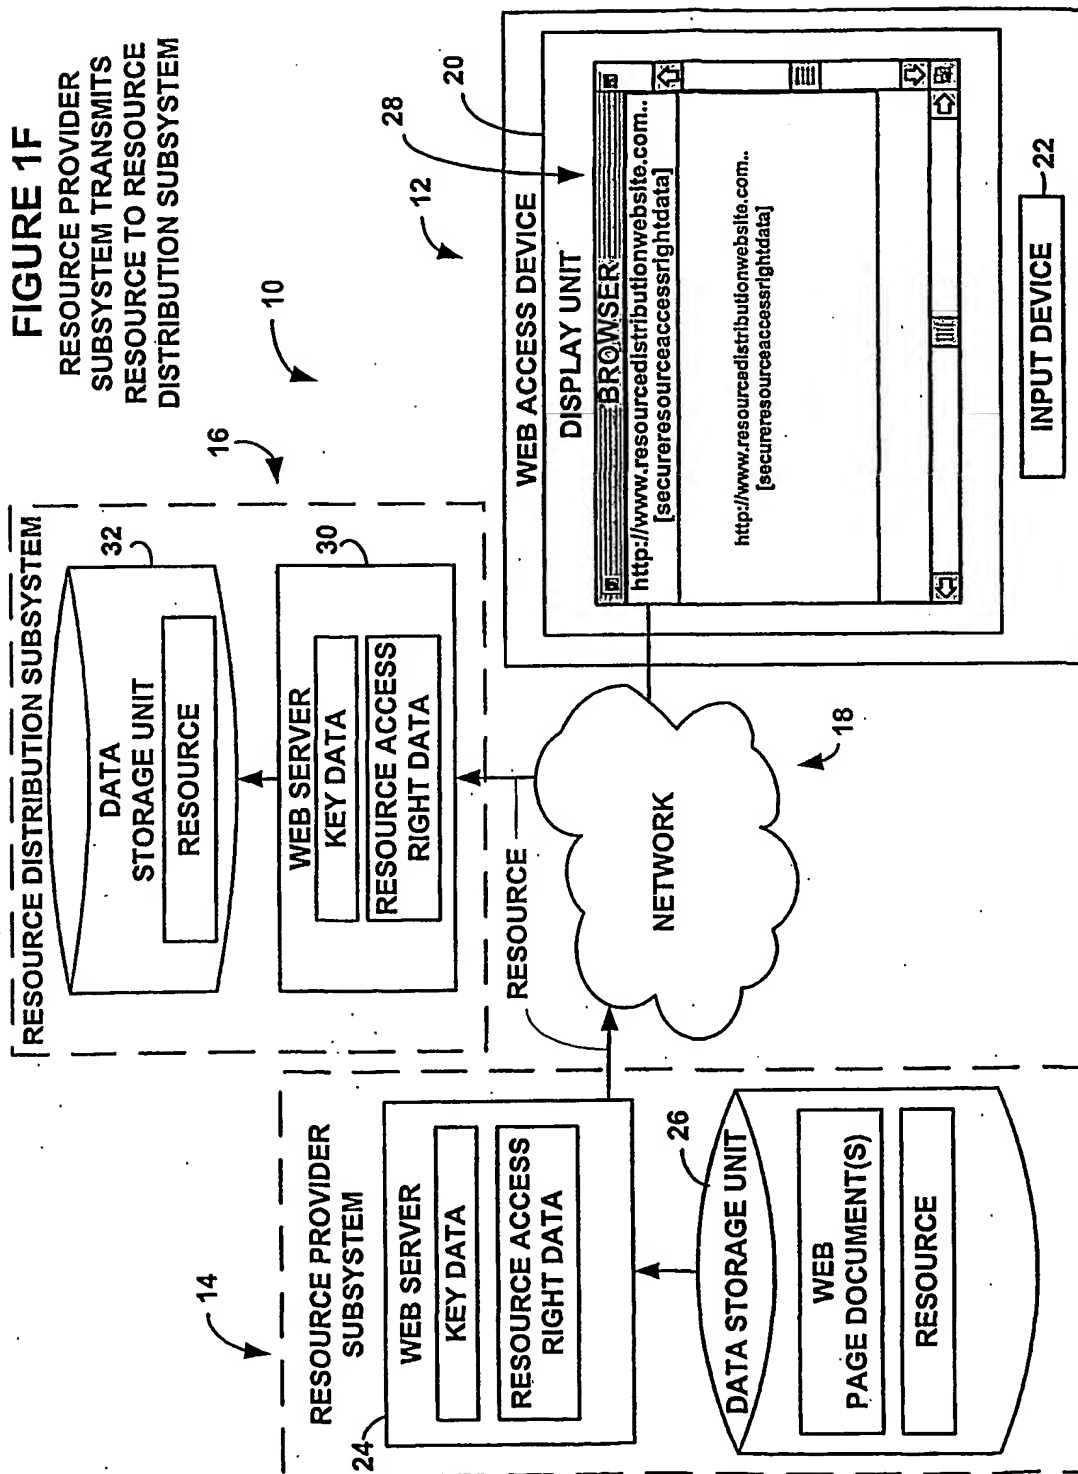 FIGURE 1F
RESOURCE PROVIDER
SUBSYSTEM TRANSMITS
RESOURCE TO RESOURCE
DISTRIBUTION SUBSYSTEM
10
12
14
RESOURCE PROVIDER
SUBSYSTEM
24
WEB SERVER
KEY DATA
RESOURCE ACCESS
RIGHT DATA
26
DATA STORAGE UNIT
WEB
PAGE DOCUMENT(S)
RESOURCE
16
RESOURCE DISTRIBUTION SUBSYSTEM
32
DATA
STORAGE UNIT
RESOURCE
30
WEB SERVER
KEY DATA
RESOURCE ACCESS
RIGHT DATA
RESOURCE
NETWORK
18
WEB ACCESS DEVICE
20
DISPLAY UNIT
28
BROWSER
http://www.resourcedistributionwebsite.com..
[secureresourceaccessrightdata]
http://www.resourcedistributionwebsite.com..
[secureresourceaccessrightdata]
INPUT DEVICE
22